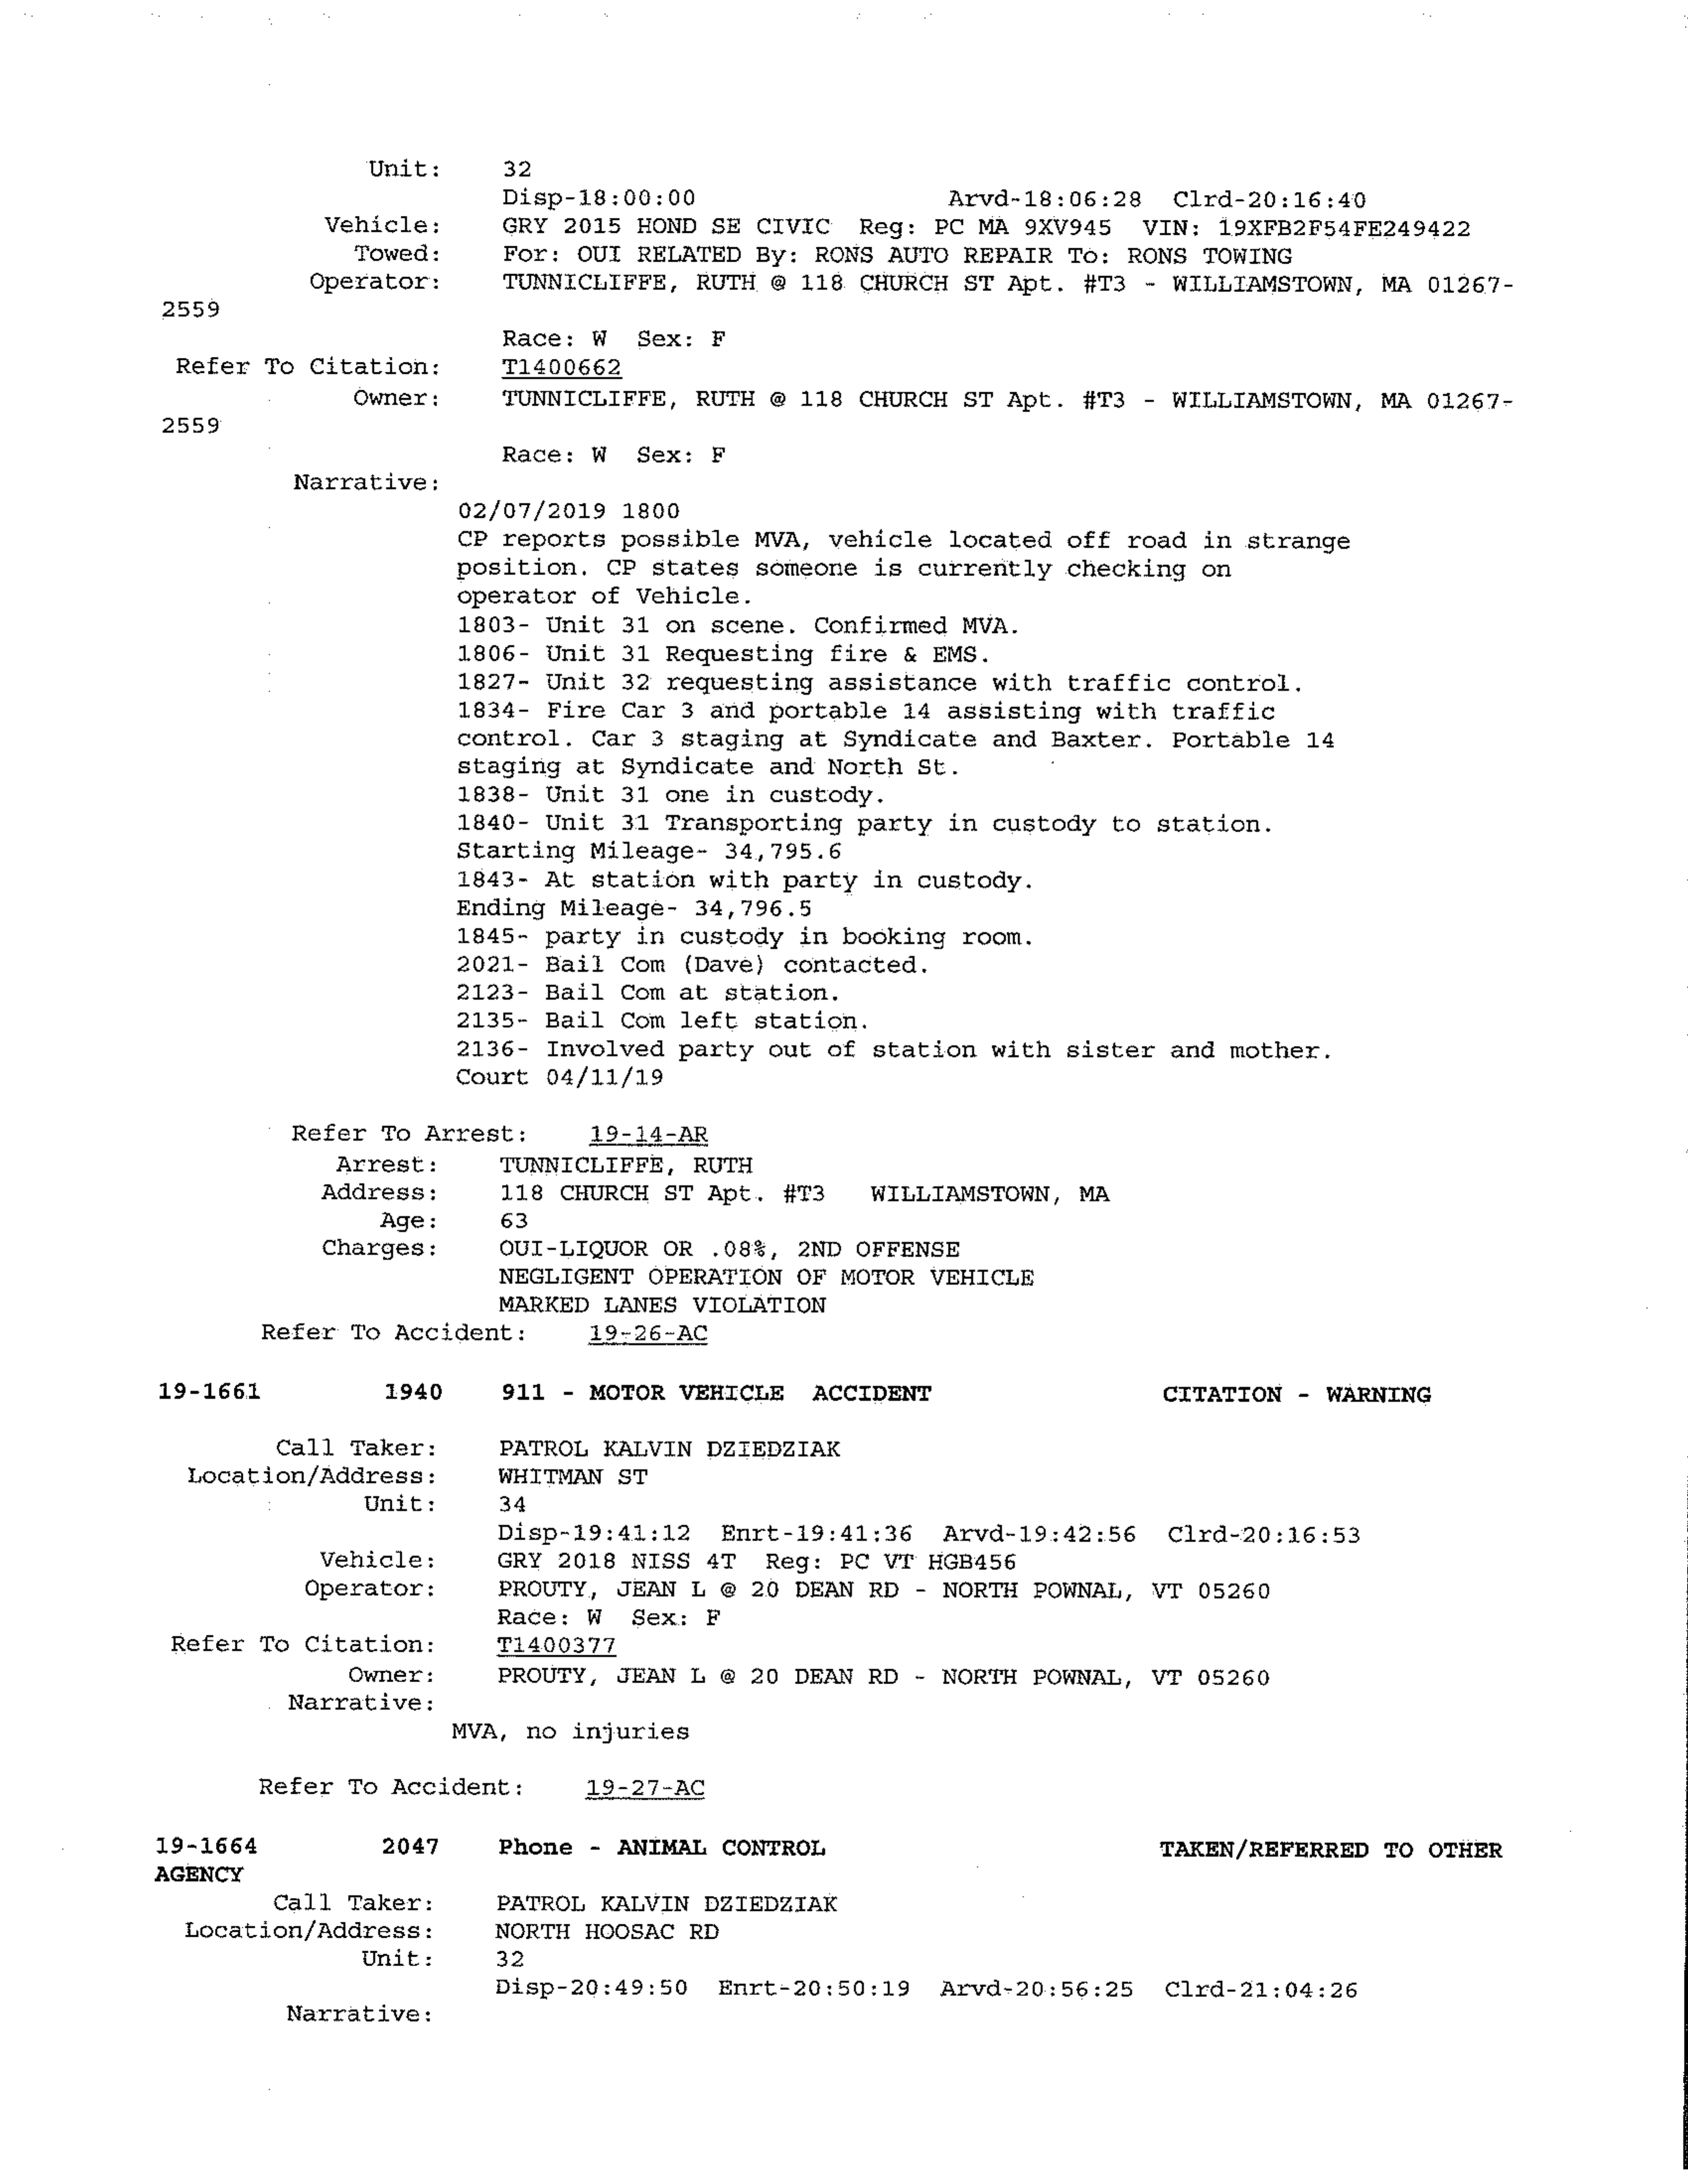 Unit: 32
Disp-18:00:00 Arvd-18:06:28 Clrd-20:16:40
Vehicle: GRY 2015 HOND SE CIVIC Reg: PC MA 9XV945 VIN: 19XFB2F54FE249422
Towed: For: OUI RELATED By: RONS AUTO REPAIR To: RONS TOWING
Operator: TUNNICLIFFE, RUTH @ 118 CHURCH ST Apt. #T3 - WILLIAMSTOWN, MA 01267-
2559
Race: W Sex: F
Refer To Citation: T1400662
Owner: TUNNICLIFFE, RUTH @ 118 CHURCH ST Apt. #T3 - WILLIAMSTOWN, MA 01267-
2559
Race: W Sex: F
Narrative:
02/07/2019 1800
CP reports possible MVA, vehicle located off road in strange
position. CP states someone is currently checking on
operator of Vehicle.
1803- Unit 31 on scene. Confirmed MVA.
1806- Unit 31 Requesting fire & EMS.
1827- Unit 32 requesting assistance with traffic control.
1834- Fire Car 3 and portable 14 assisting with traffic
control. Car 3 staging at Syndicate and Baxter. Portable 14
staging at Syndicate and North St.
1838- Unit 31 one in custody.
1840- Unit 31 Transporting party in custody to station.
Starting Mileage- 34,795.6
1843- At station with party in custody.
Ending Mileage- 34,796.5
1845- party in custody in booking room.
2021- Bail Com (Dave) contacted.
2123- Bail Com at station.
2135- Bail Com left station.
2136- Involved party out of station with sister and mother.
Court 04/11/19
Refer To Arrest: 19-14-AR
Arrest: TUNNICLIFFE, RUTH
Address: 118 CHURCH ST Apt. #T3 WILLIAMSTOWN, MA
Age: 63
Charges: OUI-LIQUOR OR .08%, 2ND OFFENSE
NEGLIGENT OPERATION OF MOTOR VEHICLE
MARKED LANES VIOLATION
Refer To Accident: 19-26-AC
19-1661 1940 911 - MOTOR VEHICLE ACCIDENT CITATION - WARNING
Call Taker: PATROL KALVIN DZIEDZIAK
Location/Address: WHITMAN ST
Unit: 34
Disp-19:41:12 Enrt-19:41:36 Arvd-19:42:56 Clrd-20:16:53
Vehicle: GRY 2018 NISS 4T Reg: PC VT HGB456
Operator: PROUTY, JEAN L @ 20 DEAN RD - NORTH POWNAL, VT 05260
Race: W Sex: F
Refer To Citation: T1400377
Owner: PROUTY, JEAN L @ 20 DEAN RD - NORTH POWNAL, VT 05260
Narrative:
MVA, no injuries
Refer To Accident: 19-27-AC
19-1664 2047 Phone - ANIMAL CONTROL TAKEN/REFERRED TO OTHER
AGENCY
Call Taker: PATROL KALVIN DZIEDZIAK
Location/Address: NORTH HOOSAC RD
Unit: 32
Disp-20:49:50 Enrt-20:50:19 Arvd-20:56:25 Clrd-21:04:26
Narrative: